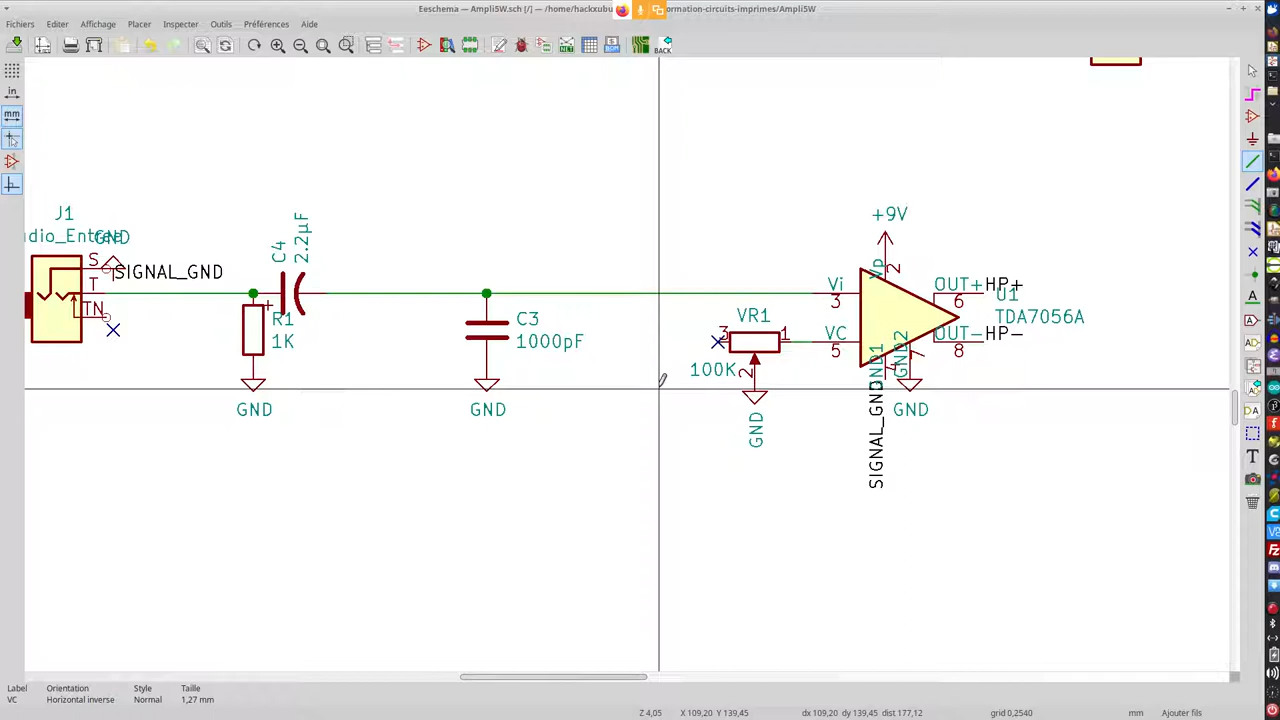 Eeschema — Ampli5W.sch [/] — /home/hackxubu ormation-circuits-imprimes/Ampli5W
Fichiers Editer Affichage Placer Inspecter Outils Préférences Aide
BACK
in
mm
+9V
J1
GND
SIGNAL_GND
S
T
TN
C4
2.2µF
R1
1K
GND
C3
1000pF
GND
VR1
100K
3
1
2
GND
Vi
3
VC
5
Vp
2
OUT+
6
HP+
U1
TDA7056A
OUT-
8
HP-
GND1
4
GND2
7
SIGNAL_GND
GND
Label Orientation Style Taille
VC Horizontal inverse Normal 1,27 mm
Z 4,05 X 109,20 Y 139,45 dx 109,20 dy 139,45 dist 177,12 grid 0,2540 mm Ajouter fils